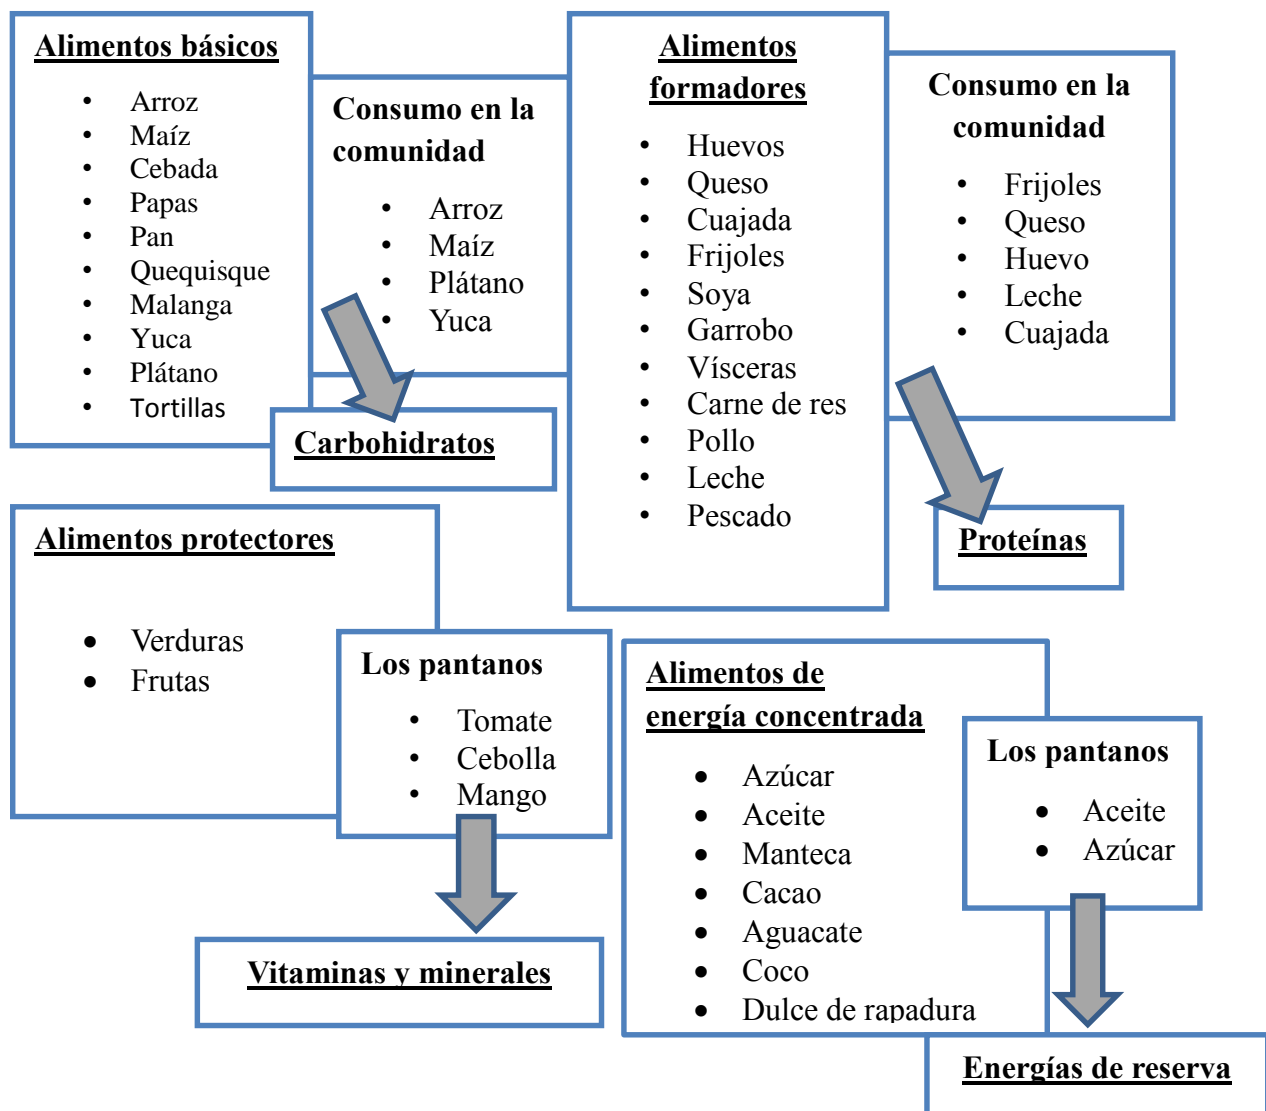 Alimentos básicos
• Arroz
• Maíz
• Cebada
• Papas
• Pan
• Quequisque
• Malanga
• Yuca
• Plátano
• Tortillas
Consumo en la
comunidad
• Arroz
• Maíz
• Plátano
• Yuca
Carbohidratos
Alimentos
formadores
• Huevos
• Queso
• Cuajada
• Frijoles
• Soya
• Garrobo
• Vísceras
• Carne de res
• Pollo
• Leche
• Pescado
Consumo en la
comunidad
• Frijoles
• Queso
• Huevo
• Leche
• Cuajada
Proteínas
Alimentos protectores
• Verduras
• Frutas
Los pantanos
• Tomate
• Cebolla
• Mango
Vitaminas y minerales
Alimentos de
energía concentrada
• Azúcar
• Aceite
• Manteca
• Cacao
• Aguacate
• Coco
• Dulce de rapadura
Los pantanos
• Aceite
• Azúcar
Energías de reserva